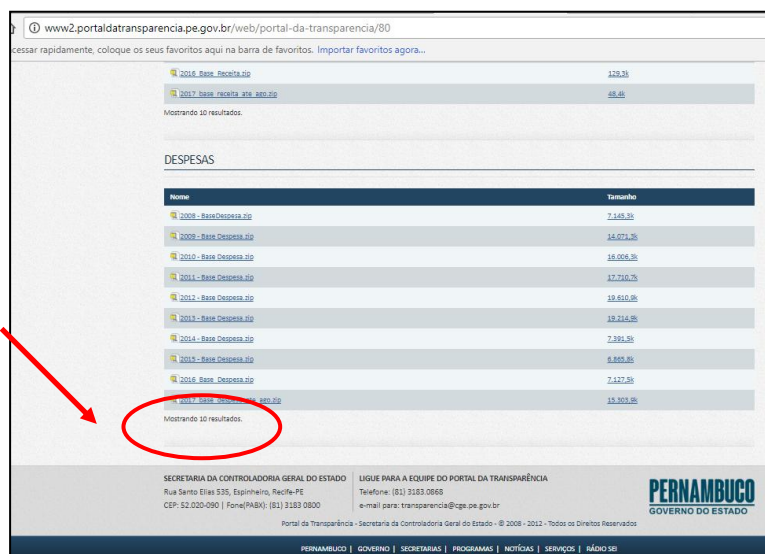 www2.portaldatransparencia.pe.gov.br/web/portal-da-transparencia/80
cessar rapidamente, coloque os seus favoritos aqui na barra de favoritos. Importar favoritos agora...
2016_Base_Receita.zip 129,3k
2017_base_receita_ate_ago.zip 48,4k
Mostrando 10 resultados.
DESPESAS
Nome Tamanho
2008 - BaseDespesa.zip 7.145,3k
2009 - Base Despesa.zip 14.071,3k
2010 - Base Despesa.zip 16.006,3k
2011 - Base Despesa.zip 17.710,7k
2012 - Base Despesa.zip 19.610,9k
2013 - Base Despesa.zip 19.214,9k
2014 - Base Despesa.zip 7.391,5k
2015 - Base Despesa.zip 6.865,8k
2016_Base_Despesa.zip 7.127,5k
2017_base_despesa_ate_ago.zip 15.303,9k
Mostrando 10 resultados.
SECRETARIA DA CONTROLADORIA GERAL DO ESTADO
Rua Santo Elias 535, Espinheiro, Recife-PE
CEP: 52.020-090 | Fone(PABX): (81) 3183 0800
LIGUE PARA A EQUIPE DO PORTAL DA TRANSPARÊNCIA
Telefone: (81) 3183.0868
e-mail para: transparencia@cge.pe.gov.br
PERNAMBUCO
GOVERNO DO ESTADO
Portal da Transparência - Secretaria da Controladoria Geral do Estado - © 2008 - 2012 - Todos os Direitos Reservados
PERNAMBUCO | GOVERNO | SECRETARIAS | PROGRAMAS | NOTÍCIAS | SERVIÇOS | RÁDIO SEI